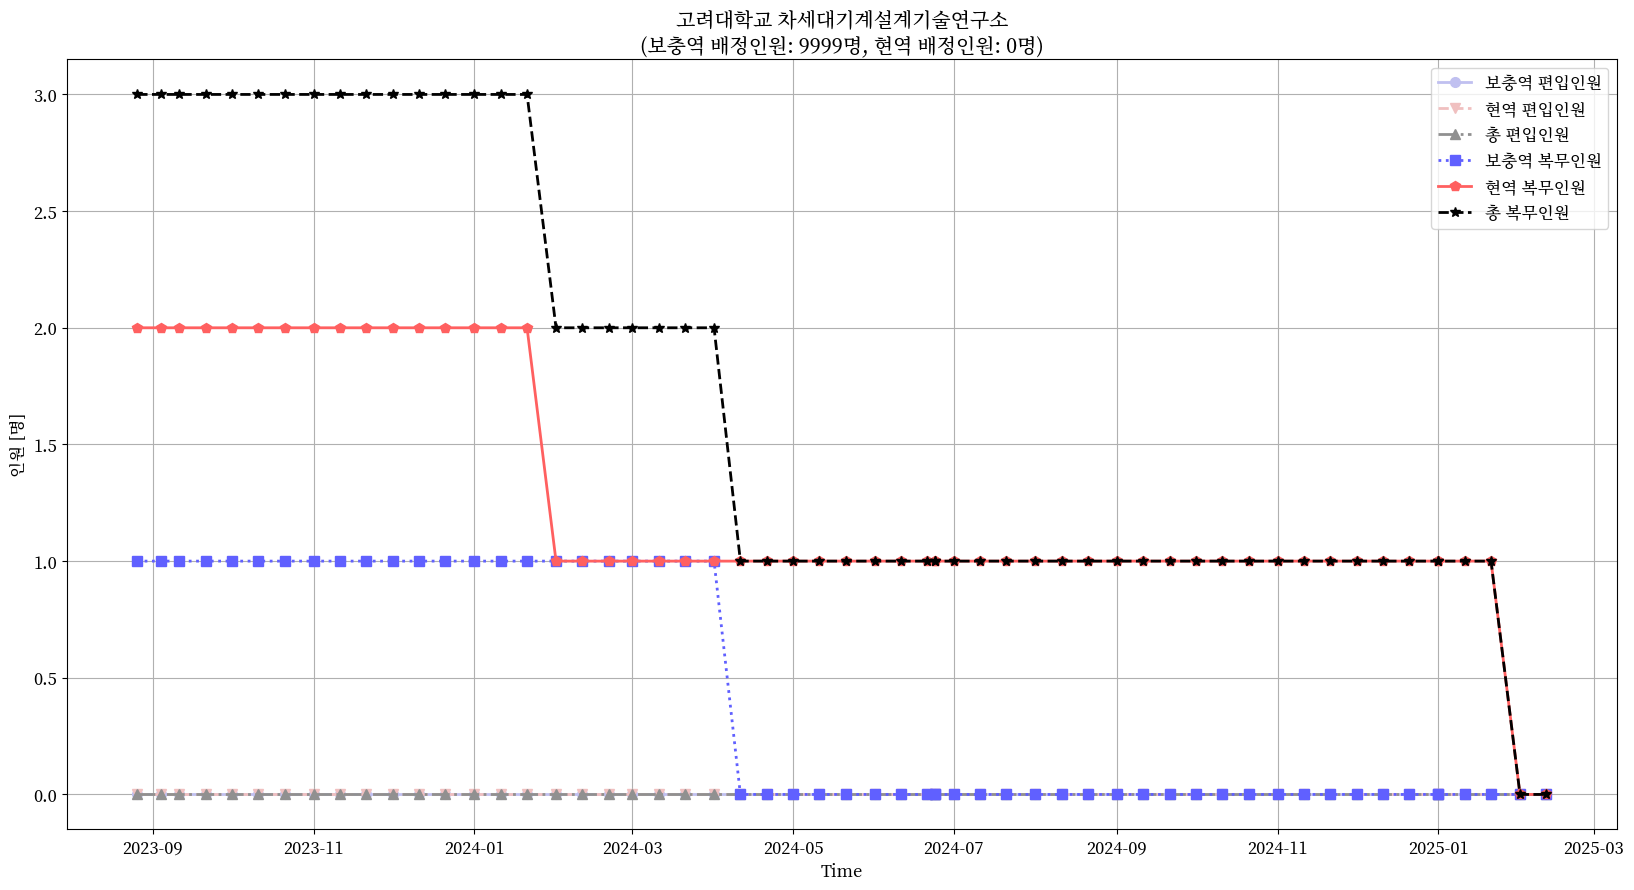 고려대학교 차세대기계설계기술연구소
(보충역 배정인원: 9999명, 현역 배정인원: 0명)
보충역 편입인원
현역 편입인원
총 편입인원
보충역 복무인원
현역 복무인원
총 복무인원
인원 [명]
3.0
2.5
2.0
1.5
1.0
0.5
0.0
2023-09
2023-11
2024-01
2024-03
2024-05
2024-07
2024-09
2024-11
2025-01
2025-03
Time